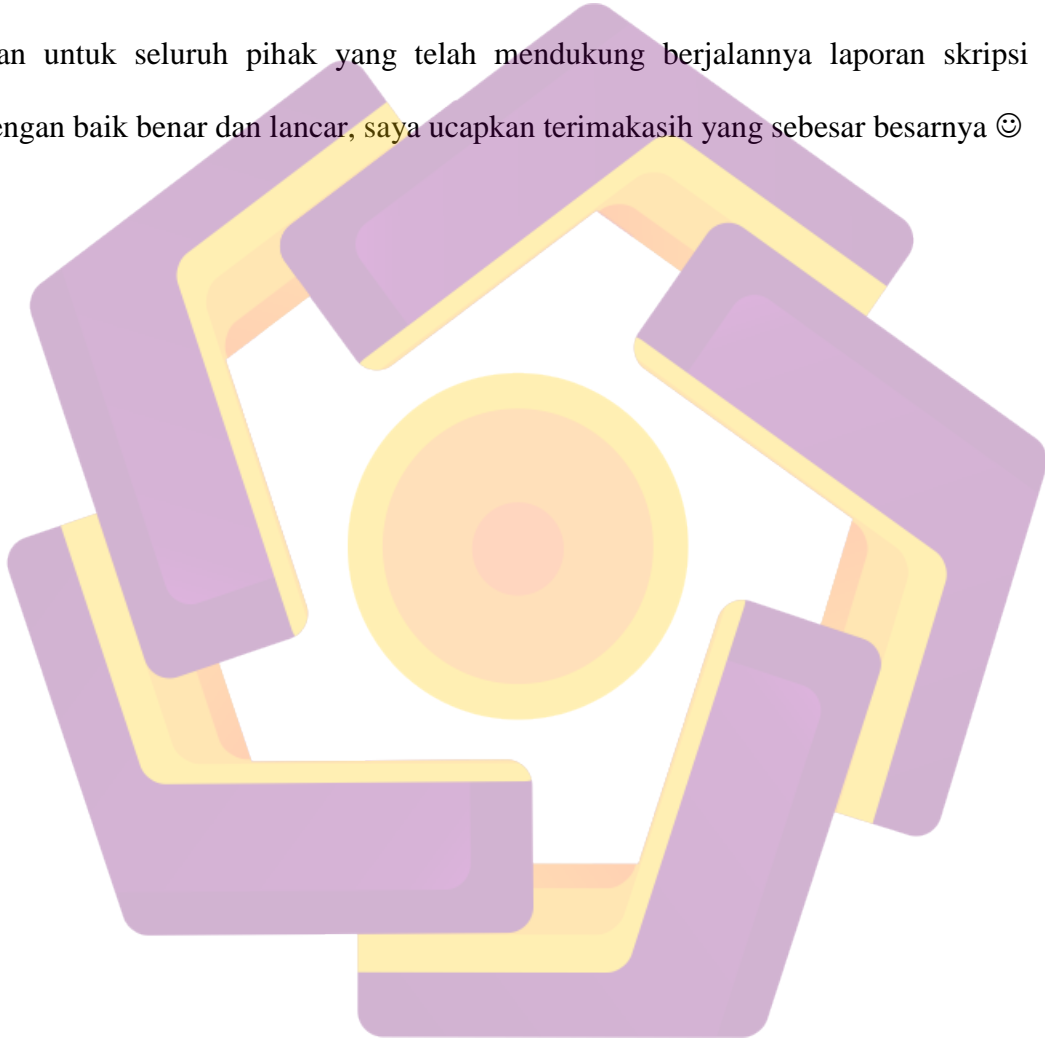 an untuk seluruh pihak yang telah mendukung berjalannya laporan skripsi
engan baik benar dan lancar, saya ucapkan terimakasih yang sebesar besarnya ☺